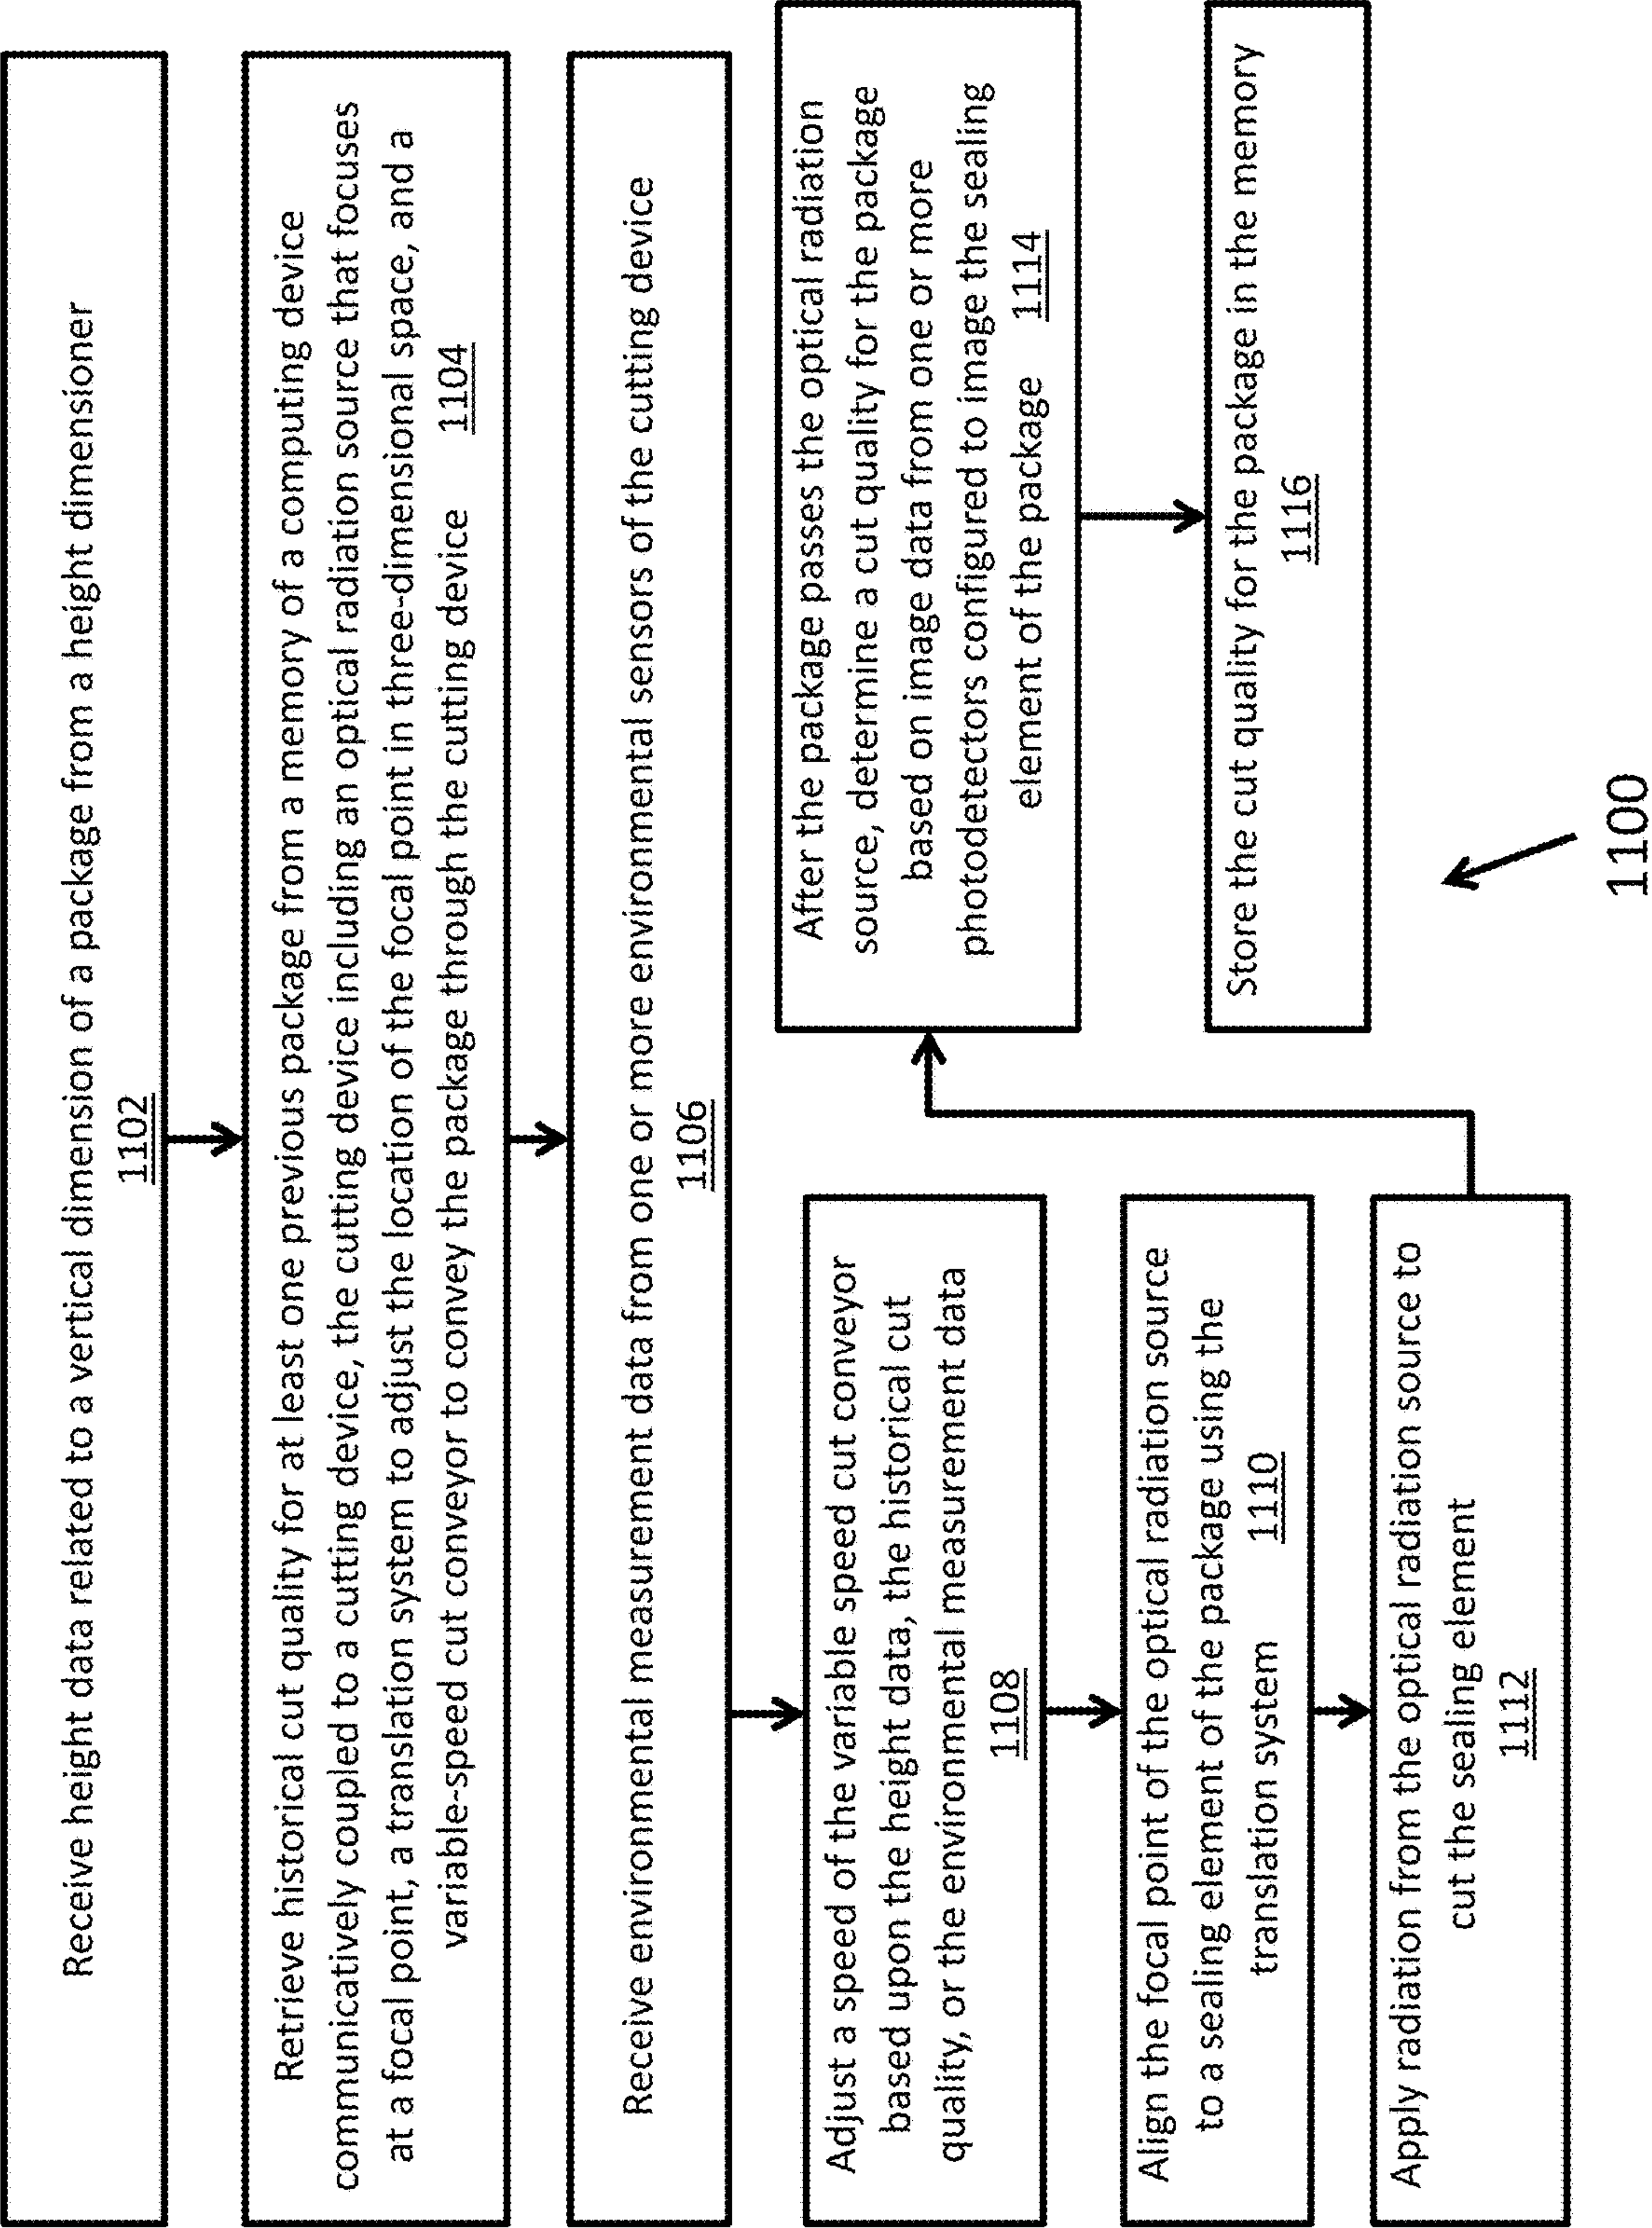 Receive height data related to a vertical dimension of a package from a height dimensioner
1102
Retrieve historical cut quality for at least one previous package from a memory of a computing device
communicatively coupled to a cutting device, the cutting device including an optical radiation source that focuses
at a focal point, a translation system to adjust the location of the focal point in three-dimensional space, and a
variable-speed cut conveyor to convey the package through the cutting device 1104
Receive environmental measurement data from one or more environmental sensors of the cutting device
1106
Adjust a speed of the variable speed cut conveyor
based upon the height data, the historical cut
quality, or the environmental measurement data
1108
Align the focal point of the optical radiation source
to a sealing element of the package using the
translation system 1110
Apply radiation from the optical radiation source to
cut the sealing element
1112
After the package passes the optical radiation
source, determine a cut quality for the package
based on image data from one or more
photodetectors configured to image the sealing
element of the package 1114
Store the cut quality for the package in the memory
1116
1100